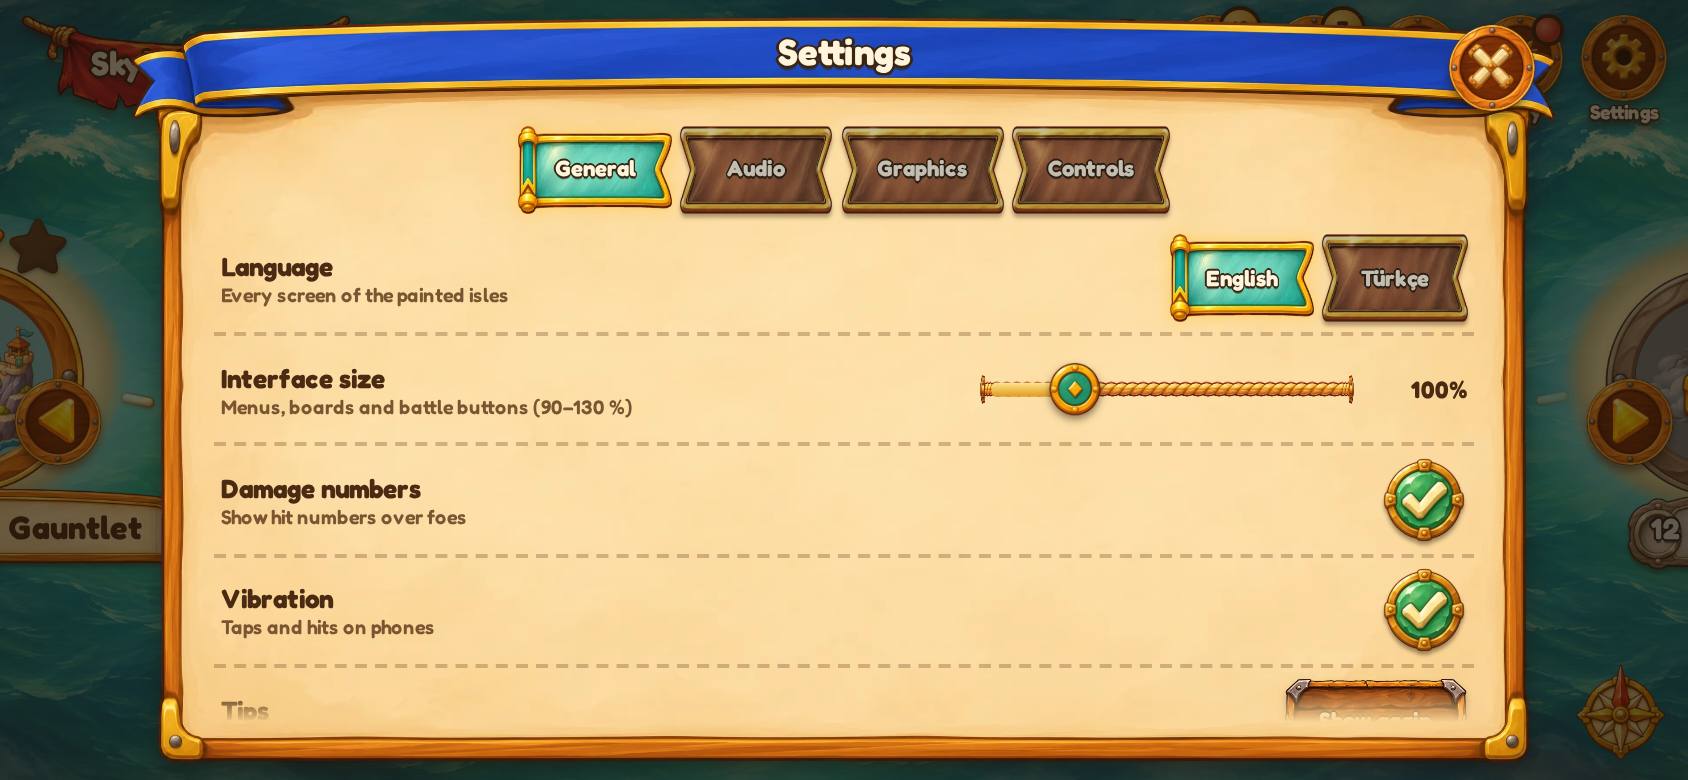 Settings
Sky
Settings
General
Audio
Graphics
Controls
Language
Every screen of the painted isles
English
Türkçe
Interface size
Menus, boards and battle buttons (90–130 %)
100%
Damage numbers
Show hit numbers over foes
Gauntlet
12
Vibration
Taps and hits on phones
Tips
Show again